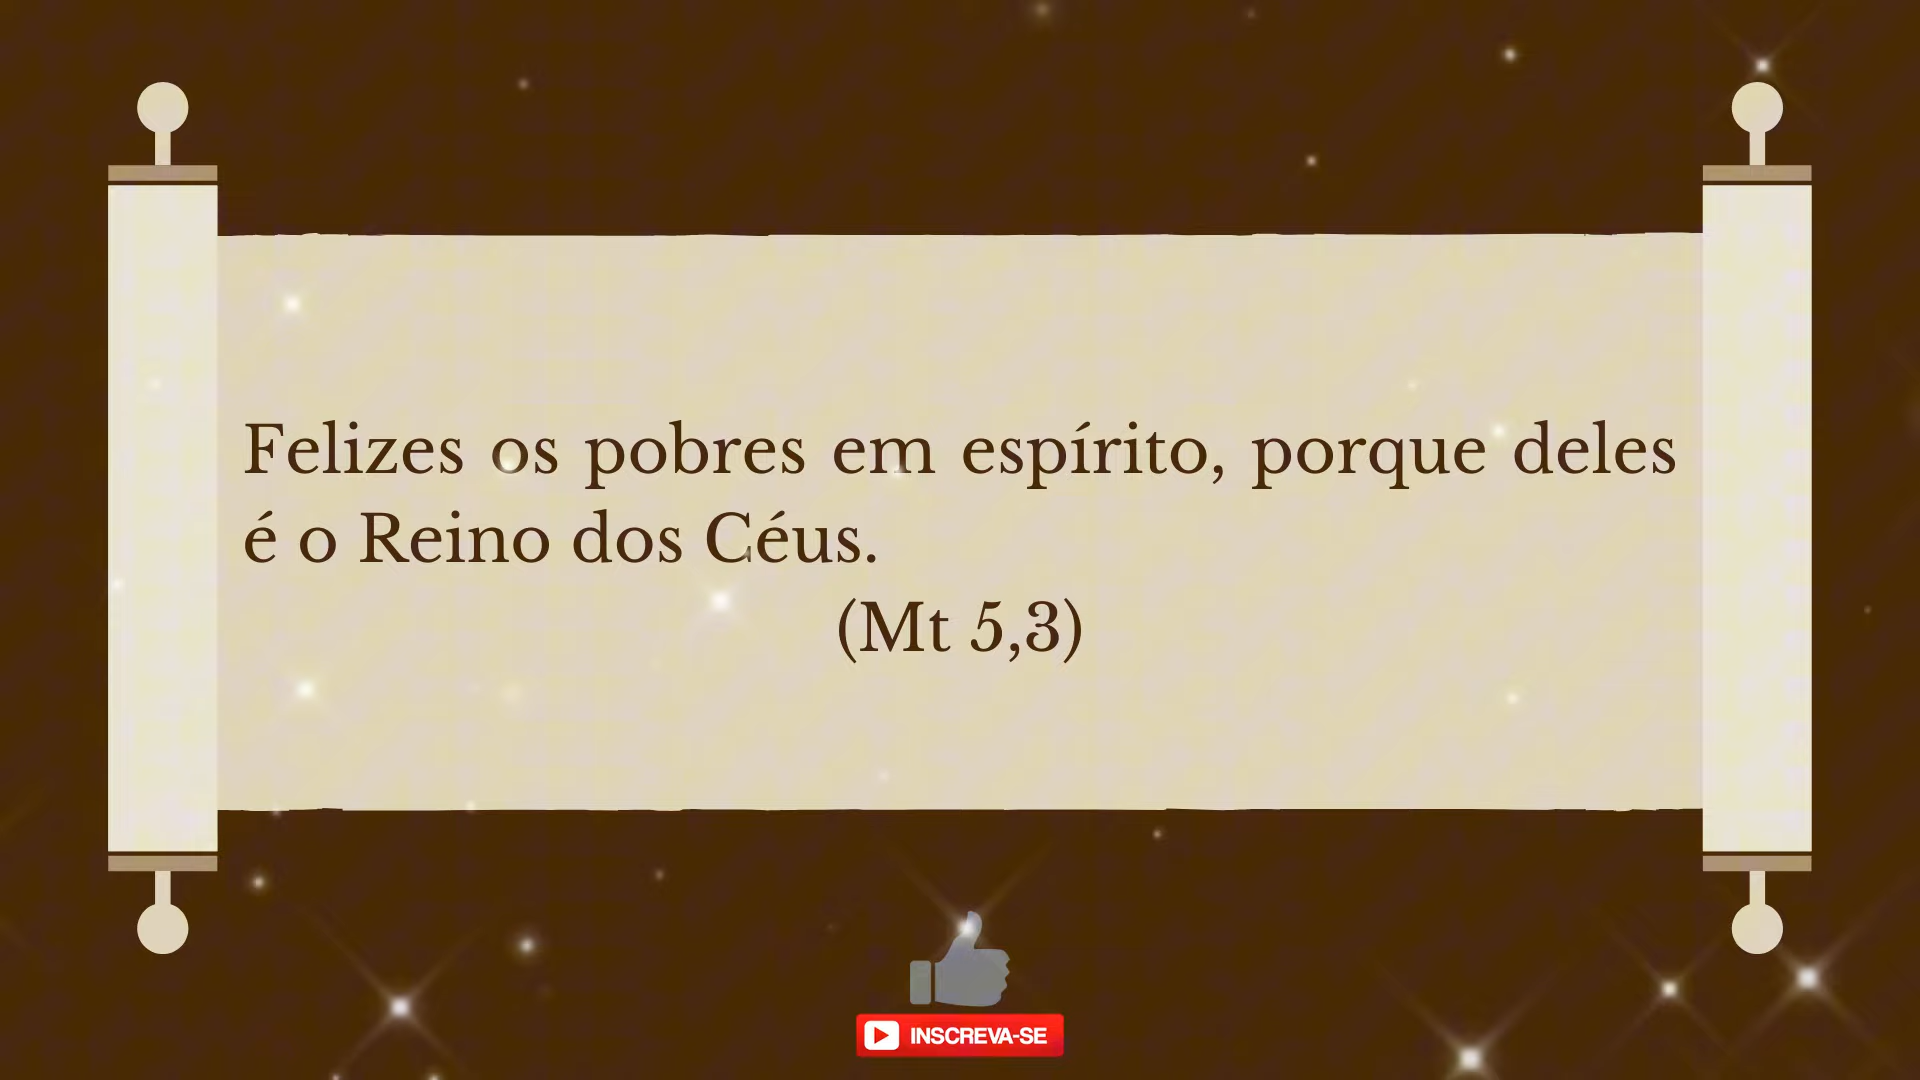 Felizes os pobres em espírito, porque deles
é o Reino dos Céus.
(Mt 5,3)
INSCREVA-SE